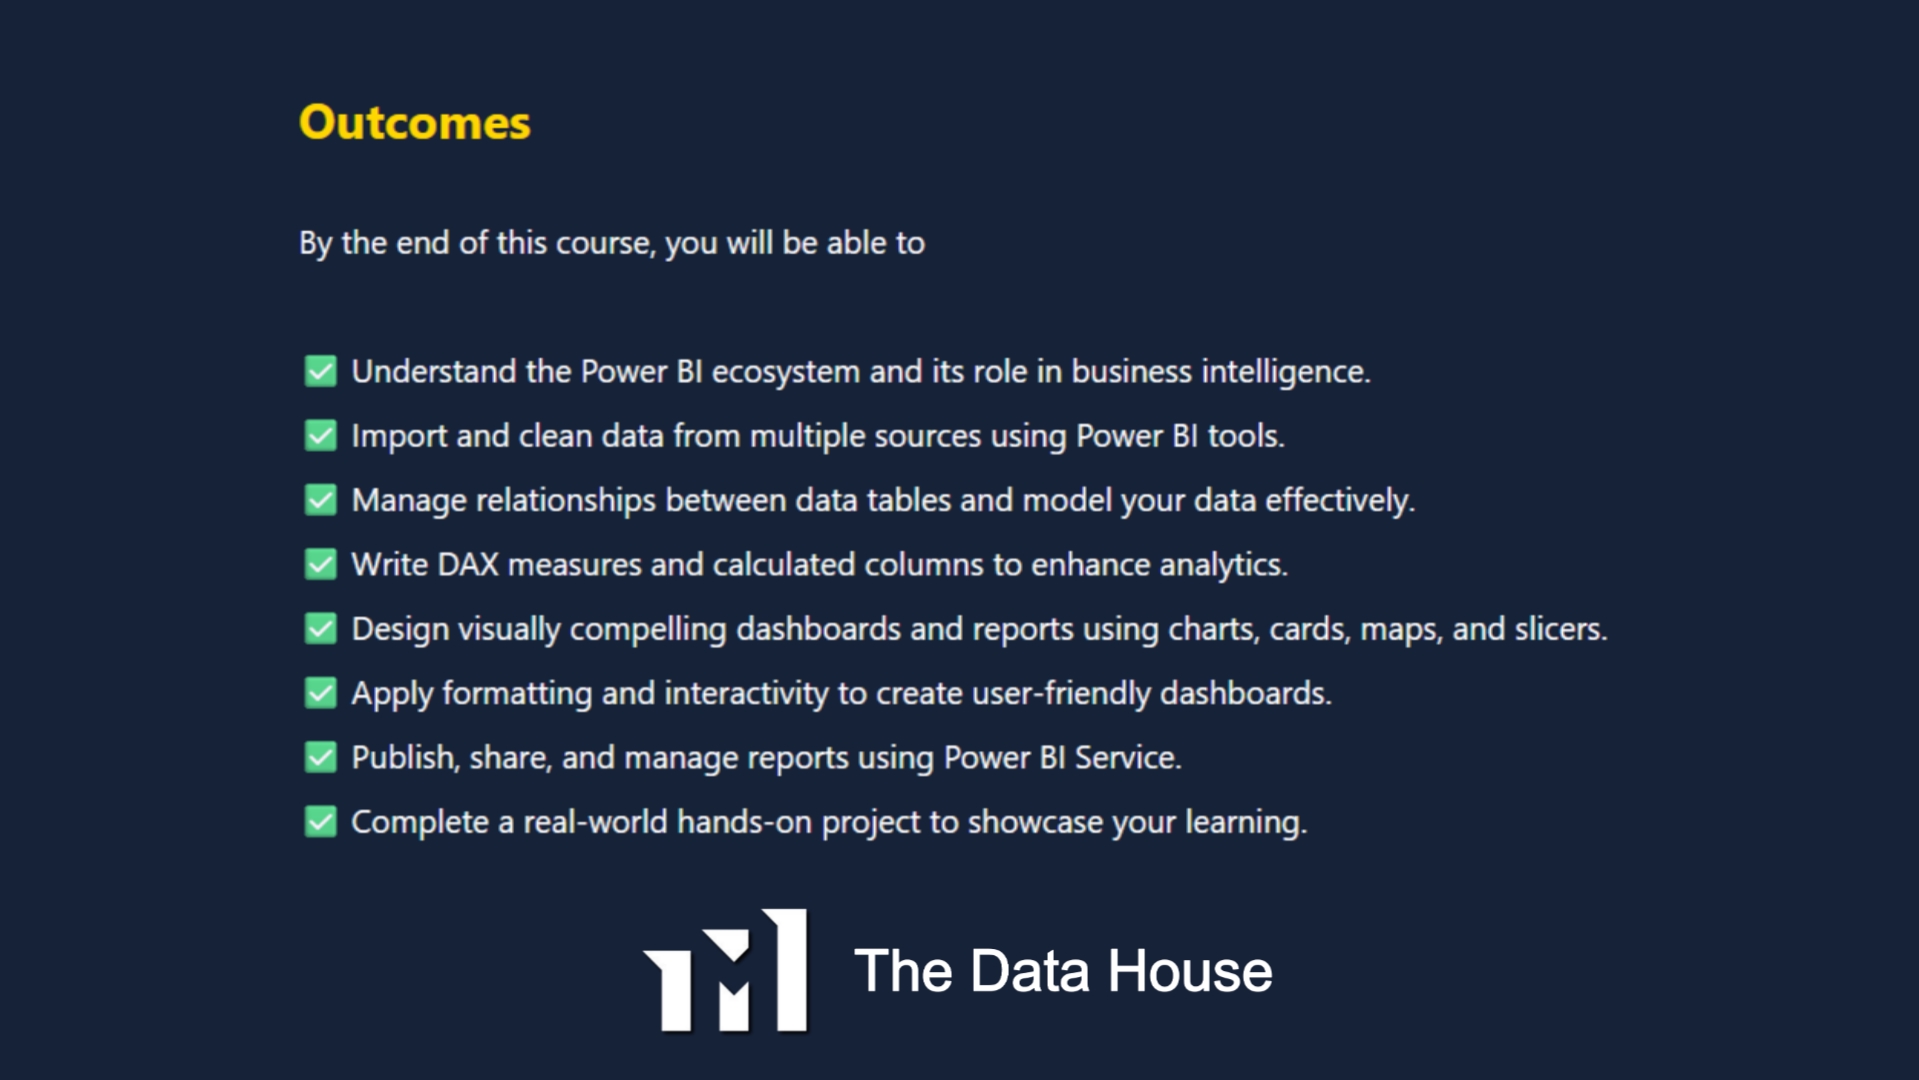 Outcomes
By the end of this course, you will be able to
✅ Understand the Power BI ecosystem and its role in business intelligence.
✅ Import and clean data from multiple sources using Power BI tools.
✅ Manage relationships between data tables and model your data effectively.
✅ Write DAX measures and calculated columns to enhance analytics.
✅ Design visually compelling dashboards and reports using charts, cards, maps, and slicers.
✅ Apply formatting and interactivity to create user-friendly dashboards.
✅ Publish, share, and manage reports using Power BI Service.
✅ Complete a real-world hands-on project to showcase your learning.
The Data House